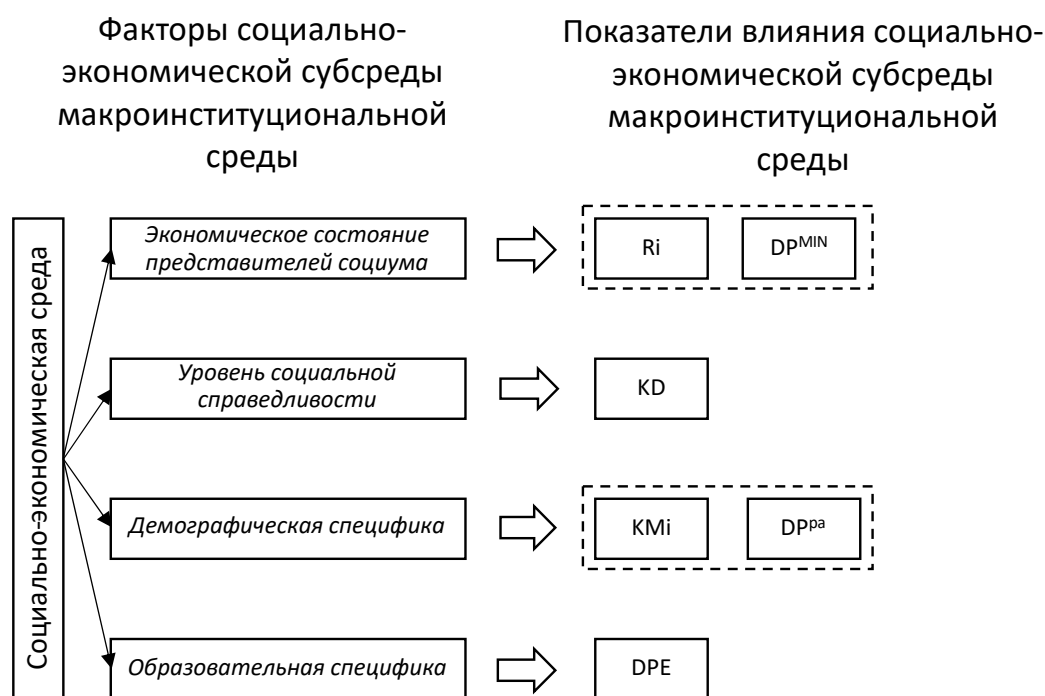 Факторы социально-
экономической субсреды
макроинституциональной
среды
Показатели влияния социально-
экономической субсреды
макроинституциональной
среды
Социально-экономическая среда
Экономическое состояние
представителей социума
Ri
DPMIN
Уровень социальной
справедливости
KD
Демографическая специфика
KMi
DPpa
Образовательная специфика
DPE